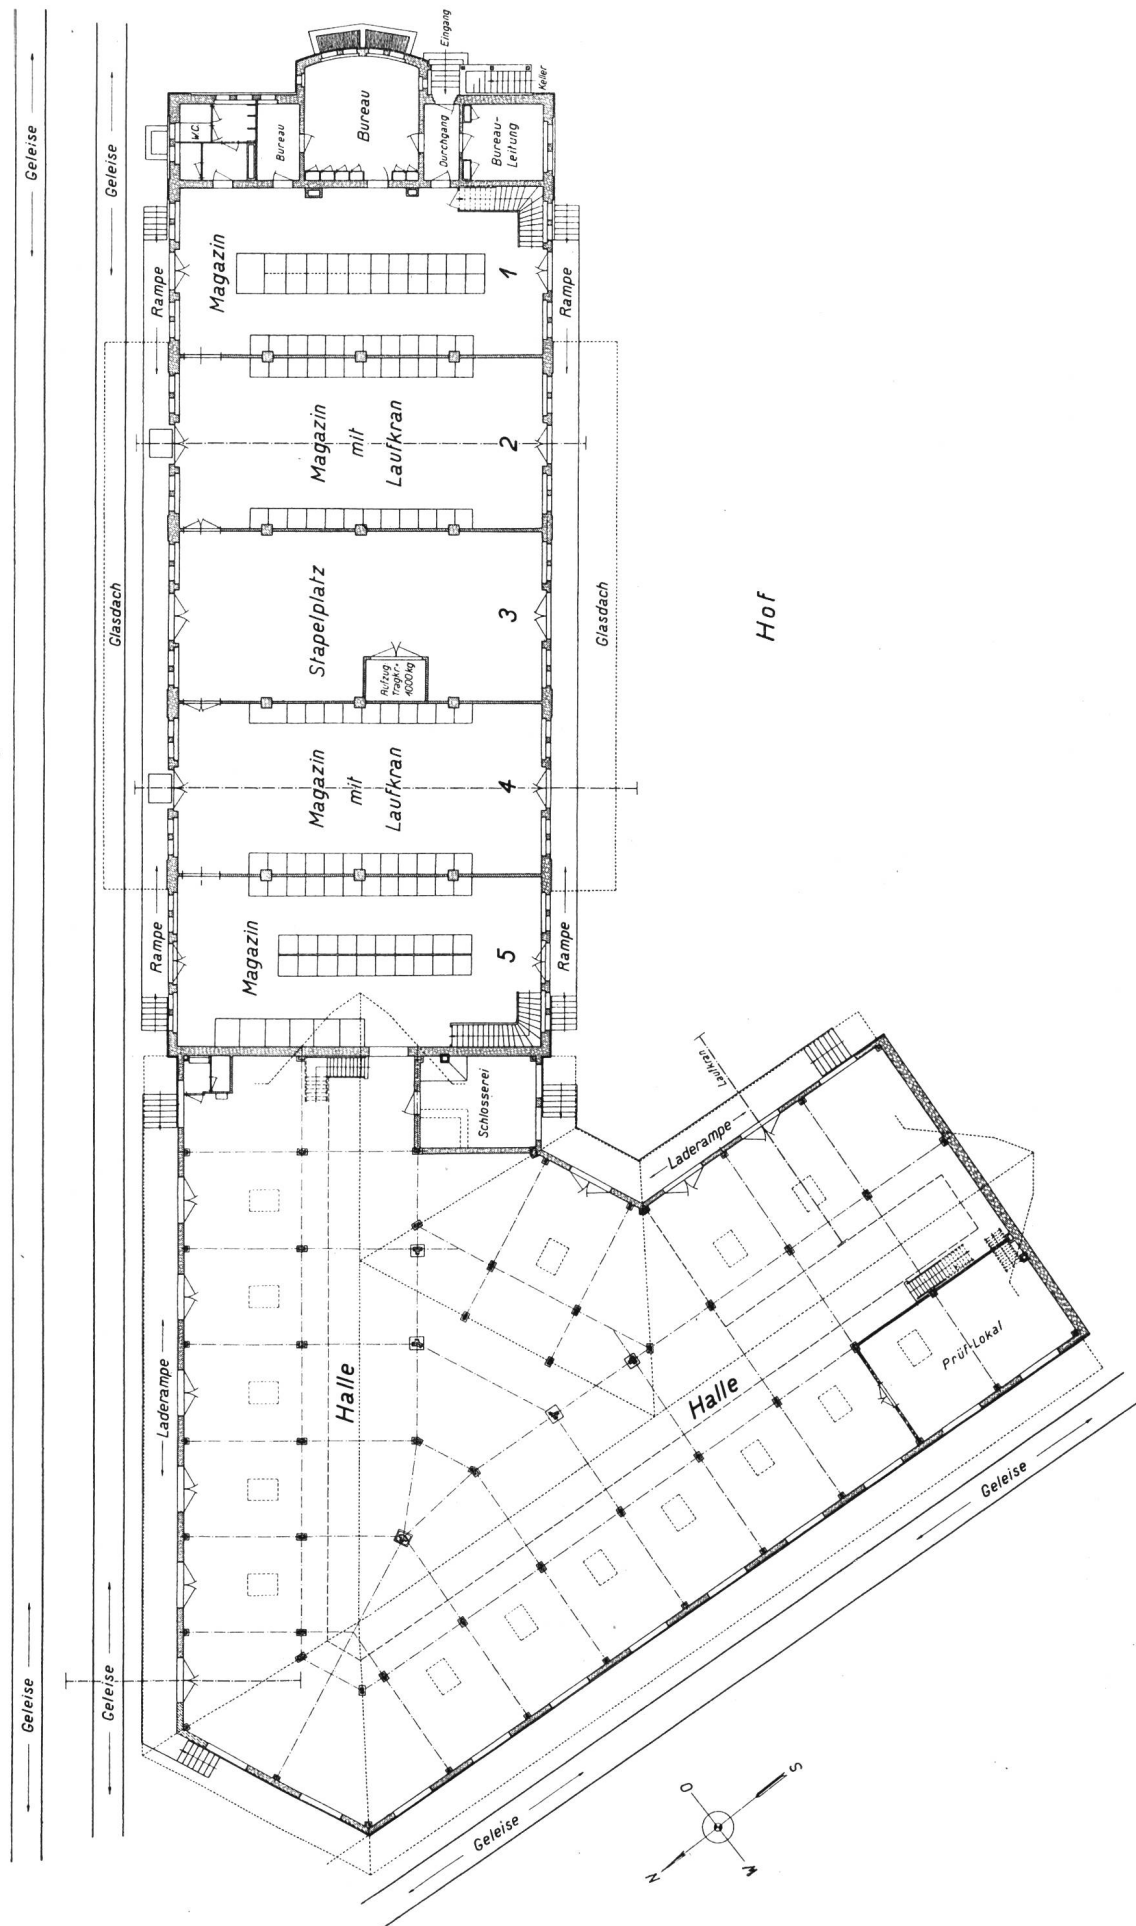 Eingang
Keller
Geleise
Geleise
W.C.
Bureau
Bureau
Durchgang
Bureau-
Leitung
Rampe
Magazin
1
Rampe
Magazin
mit
Laufkran
2
Glasdach
Stapelplatz
3
Aufzug
Tragkr.
1000 kg
Glasdach
Hof
Magazin
mit
Laufkran
4
Rampe
Magazin
5
Rampe
Schlosserei
Laufkran
Laderampe
Laderampe
Halle
Halle
Prüf-Lokal
Geleise
Geleise
Geleise
Geleise
O
S
N
W